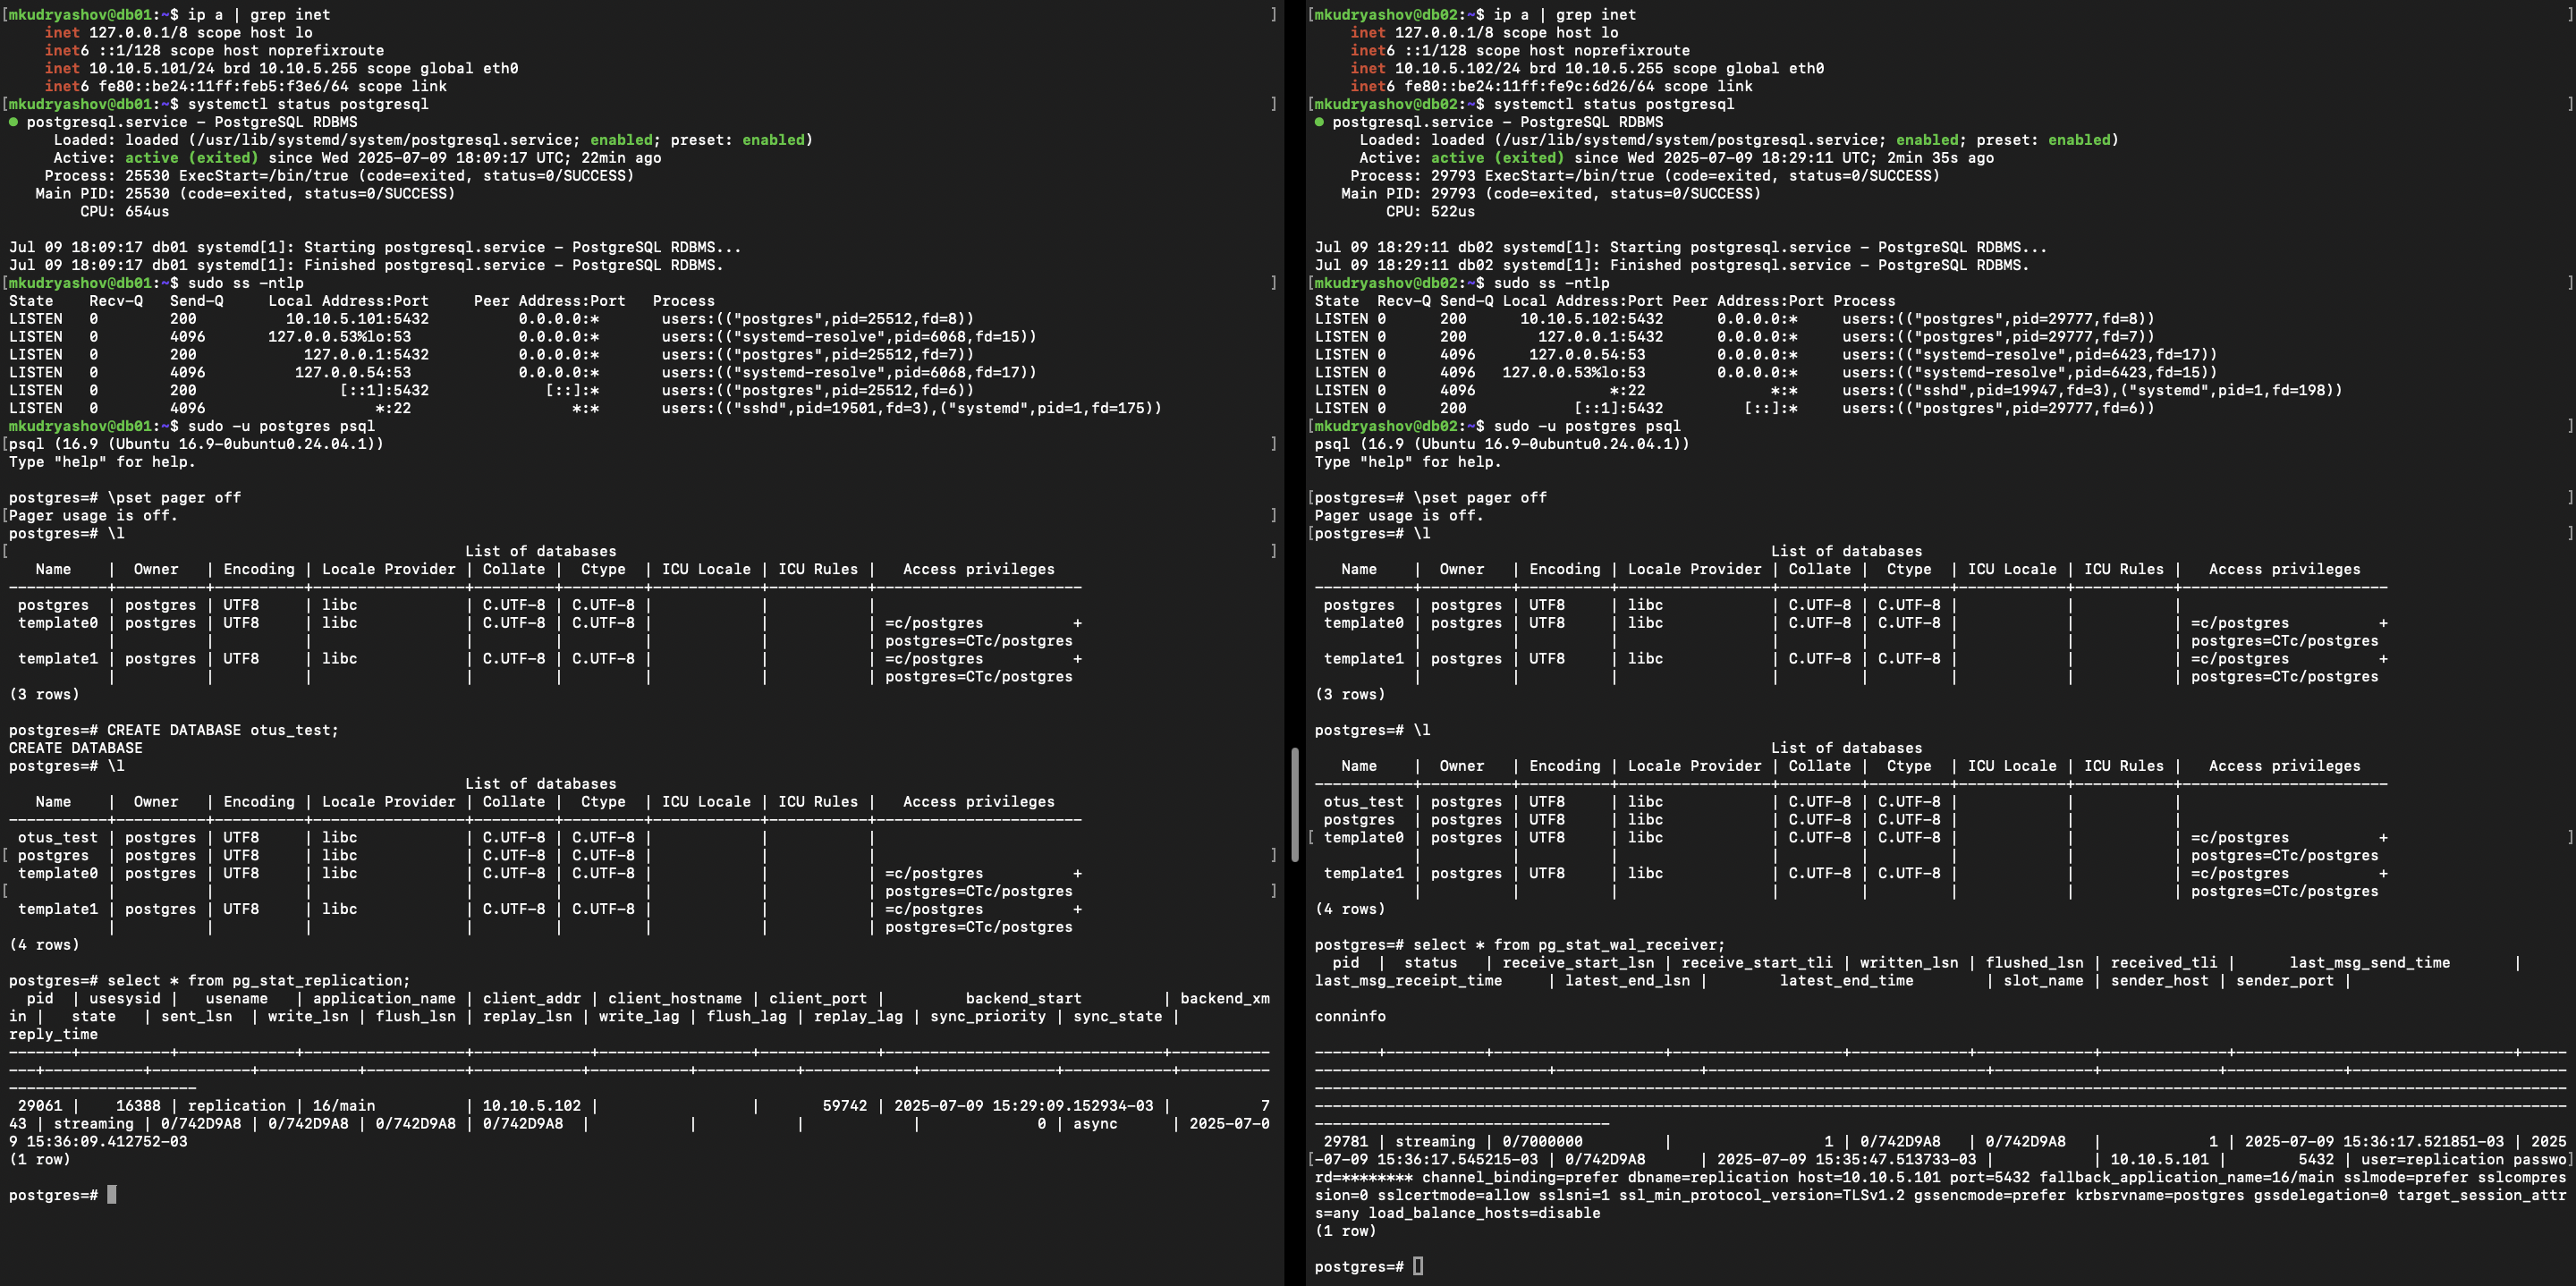 [mkudryashov@db01:~$ ip a | grep inet ]
    inet 127.0.0.1/8 scope host lo
    inet6 ::1/128 scope host noprefixroute
    inet 10.10.5.101/24 brd 10.10.5.255 scope global eth0
    inet6 fe80::be24:11ff:feb5:f3e6/64 scope link
[mkudryashov@db01:~$ systemctl status postgresql ]
● postgresql.service – PostgreSQL RDBMS
     Loaded: loaded (/usr/lib/systemd/system/postgresql.service; enabled; preset: enabled)
     Active: active (exited) since Wed 2025-07-09 18:09:17 UTC; 22min ago
    Process: 25530 ExecStart=/bin/true (code=exited, status=0/SUCCESS)
   Main PID: 25530 (code=exited, status=0/SUCCESS)
        CPU: 654us

Jul 09 18:09:17 db01 systemd[1]: Starting postgresql.service – PostgreSQL RDBMS...
Jul 09 18:09:17 db01 systemd[1]: Finished postgresql.service – PostgreSQL RDBMS.
[mkudryashov@db01:~$ sudo ss -ntlp ]
State   Recv-Q   Send-Q     Local Address:Port     Peer Address:Port   Process
LISTEN   0        200          10.10.5.101:5432          0.0.0.0:*       users:(("postgres",pid=25512,fd=8))
LISTEN   0        4096       127.0.0.53%lo:53            0.0.0.0:*       users:(("systemd-resolve",pid=6068,fd=15))
LISTEN   0        200            127.0.0.1:5432          0.0.0.0:*       users:(("postgres",pid=25512,fd=7))
LISTEN   0        4096          127.0.0.54:53            0.0.0.0:*       users:(("systemd-resolve",pid=6068,fd=17))
LISTEN   0        200                [::1]:5432             [::]:*       users:(("postgres",pid=25512,fd=6))
LISTEN   0        4096                   *:22                  *:*       users:(("sshd",pid=19501,fd=3),("systemd",pid=1,fd=175))
mkudryashov@db01:~$ sudo -u postgres psql
[psql (16.9 (Ubuntu 16.9-0ubuntu0.24.04.1)) ]
Type "help" for help.

postgres=# \pset pager off
[Pager usage is off. ]
postgres=# \l
[ List of databases ]
   Name    |  Owner   | Encoding | Locale Provider | Collate |  Ctype  | ICU Locale | ICU Rules |   Access privileges
-----------+----------+----------+-----------------+---------+---------+------------+-----------+-----------------------
 postgres  | postgres | UTF8     | libc            | C.UTF-8 | C.UTF-8 |            |           |
 template0 | postgres | UTF8     | libc            | C.UTF-8 | C.UTF-8 |            |           | =c/postgres          +
           |          |          |                 |         |         |            |           | postgres=CTc/postgres
 template1 | postgres | UTF8     | libc            | C.UTF-8 | C.UTF-8 |            |           | =c/postgres          +
           |          |          |                 |         |         |            |           | postgres=CTc/postgres
(3 rows)

postgres=# CREATE DATABASE otus_test;
CREATE DATABASE
postgres=# \l
                                                   List of databases
   Name    |  Owner   | Encoding | Locale Provider | Collate |  Ctype  | ICU Locale | ICU Rules |   Access privileges
-----------+----------+----------+-----------------+---------+---------+------------+-----------+-----------------------
 otus_test | postgres | UTF8     | libc            | C.UTF-8 | C.UTF-8 |            |           |
[ postgres  | postgres | UTF8     | libc            | C.UTF-8 | C.UTF-8 |            |           | ]
 template0 | postgres | UTF8     | libc            | C.UTF-8 | C.UTF-8 |            |           | =c/postgres          +
[           |          |          |                 |         |         |            |           | postgres=CTc/postgres ]
 template1 | postgres | UTF8     | libc            | C.UTF-8 | C.UTF-8 |            |           | =c/postgres          +
           |          |          |                 |         |         |            |           | postgres=CTc/postgres
(4 rows)

postgres=# select * from pg_stat_replication;
  pid  | usesysid |   usename   | application_name | client_addr | client_hostname | client_port |         backend_start         | backend_xm
in |   state   | sent_lsn  | write_lsn | flush_lsn | replay_lsn | write_lag | flush_lag | replay_lag | sync_priority | sync_state |
reply_time
-------+----------+-------------+------------------+-------------+-----------------+-------------+-------------------------------+-----------
---+-----------+-----------+-----------+-----------+------------+-----------+-----------+------------+---------------+------------+----------
---------------------
 29061 |    16388 | replication | 16/main          | 10.10.5.102 |                 |       59742 | 2025-07-09 15:29:09.152934-03 |          7
43 | streaming | 0/742D9A8 | 0/742D9A8 | 0/742D9A8 | 0/742D9A8  |           |           |            |             0 | async      | 2025-07-0
9 15:36:09.412752-03
(1 row)

postgres=#

[mkudryashov@db02:~$ ip a | grep inet ]
    inet 127.0.0.1/8 scope host lo
    inet6 ::1/128 scope host noprefixroute
    inet 10.10.5.102/24 brd 10.10.5.255 scope global eth0
    inet6 fe80::be24:11ff:fe9c:6d26/64 scope link
[mkudryashov@db02:~$ systemctl status postgresql ]
● postgresql.service – PostgreSQL RDBMS
     Loaded: loaded (/usr/lib/systemd/system/postgresql.service; enabled; preset: enabled)
     Active: active (exited) since Wed 2025-07-09 18:29:11 UTC; 2min 35s ago
    Process: 29793 ExecStart=/bin/true (code=exited, status=0/SUCCESS)
   Main PID: 29793 (code=exited, status=0/SUCCESS)
        CPU: 522us

Jul 09 18:29:11 db02 systemd[1]: Starting postgresql.service – PostgreSQL RDBMS...
Jul 09 18:29:11 db02 systemd[1]: Finished postgresql.service – PostgreSQL RDBMS.
[mkudryashov@db02:~$ sudo ss -ntlp ]
State  Recv-Q Send-Q Local Address:Port Peer Address:Port Process
LISTEN 0      200      10.10.5.102:5432      0.0.0.0:*     users:(("postgres",pid=29777,fd=8))
LISTEN 0      200        127.0.0.1:5432      0.0.0.0:*     users:(("postgres",pid=29777,fd=7))
LISTEN 0      4096      127.0.0.54:53        0.0.0.0:*     users:(("systemd-resolve",pid=6423,fd=17))
LISTEN 0      4096   127.0.0.53%lo:53        0.0.0.0:*     users:(("systemd-resolve",pid=6423,fd=15))
LISTEN 0      4096               *:22              *:*     users:(("sshd",pid=19947,fd=3),("systemd",pid=1,fd=198))
LISTEN 0      200            [::1]:5432         [::]:*     users:(("postgres",pid=29777,fd=6))
[mkudryashov@db02:~$ sudo -u postgres psql ]
psql (16.9 (Ubuntu 16.9-0ubuntu0.24.04.1))
Type "help" for help.

[postgres=# \pset pager off ]
Pager usage is off.
[postgres=# \l ]
                                                   List of databases
   Name    |  Owner   | Encoding | Locale Provider | Collate |  Ctype  | ICU Locale | ICU Rules |   Access privileges
-----------+----------+----------+-----------------+---------+---------+------------+-----------+-----------------------
 postgres  | postgres | UTF8     | libc            | C.UTF-8 | C.UTF-8 |            |           |
 template0 | postgres | UTF8     | libc            | C.UTF-8 | C.UTF-8 |            |           | =c/postgres          +
           |          |          |                 |         |         |            |           | postgres=CTc/postgres
 template1 | postgres | UTF8     | libc            | C.UTF-8 | C.UTF-8 |            |           | =c/postgres          +
           |          |          |                 |         |         |            |           | postgres=CTc/postgres
(3 rows)

postgres=# \l
                                                   List of databases
   Name    |  Owner   | Encoding | Locale Provider | Collate |  Ctype  | ICU Locale | ICU Rules |   Access privileges
-----------+----------+----------+-----------------+---------+---------+------------+-----------+-----------------------
 otus_test | postgres | UTF8     | libc            | C.UTF-8 | C.UTF-8 |            |           |
 postgres  | postgres | UTF8     | libc            | C.UTF-8 | C.UTF-8 |            |           |
[ template0 | postgres | UTF8     | libc            | C.UTF-8 | C.UTF-8 |            |           | =c/postgres          + ]
           |          |          |                 |         |         |            |           | postgres=CTc/postgres
 template1 | postgres | UTF8     | libc            | C.UTF-8 | C.UTF-8 |            |           | =c/postgres          +
           |          |          |                 |         |         |            |           | postgres=CTc/postgres
(4 rows)

postgres=# select * from pg_stat_wal_receiver;
  pid  |  status   | receive_start_lsn | receive_start_tli | written_lsn | flushed_lsn | received_tli |      last_msg_send_time       |
last_msg_receipt_time     | latest_end_lsn |        latest_end_time        | slot_name | sender_host | sender_port |

conninfo

-------+-----------+-------------------+-------------------+-------------+-------------+--------------+-------------------------------+-----
--------------------------+----------------+-------------------------------+-----------+-------------+-------------+------------------------
--------------------------------------------------------------------------------------------------------------------------------------------
--------------------------------------------------------------------------------------------------------------------------------------------
---------------------------------
 29781 | streaming | 0/7000000         |                 1 | 0/742D9A8   | 0/742D9A8   |            1 | 2025-07-09 15:36:17.521851-03 | 2025
[-07-09 15:36:17.545215-03 | 0/742D9A8      | 2025-07-09 15:35:47.513733-03 |           | 10.10.5.101 |        5432 | user=replication passwo]
rd=******** channel_binding=prefer dbname=replication host=10.10.5.101 port=5432 fallback_application_name=16/main sslmode=prefer sslcompres
sion=0 sslcertmode=allow sslsni=1 ssl_min_protocol_version=TLSv1.2 gssencmode=prefer krbsrvname=postgres gssdelegation=0 target_session_attr
s=any load_balance_hosts=disable
(1 row)

postgres=#